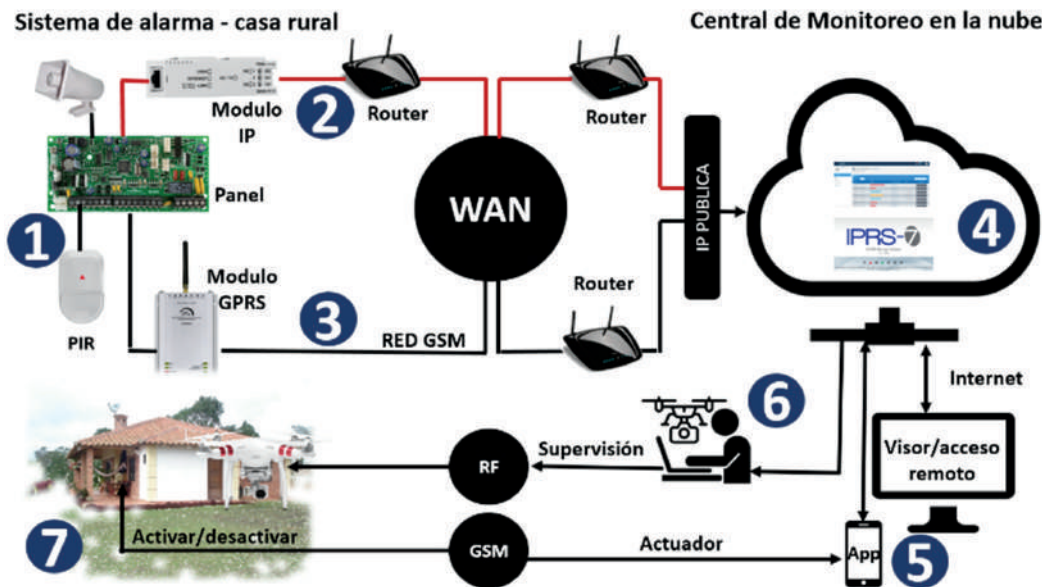 Sistema de alarma - casa rural
Central de Monitoreo en la nube
Modulo
IP
2
Router
Router
Panel
1
WAN
IP PUBLICA
IPRS-7
4
PIR
Modulo
GPRS
3
RED GSM
Router
Internet
6
Supervisión
RF
Visor/acceso
remoto
7
Activar/desactivar
GSM
Actuador
App
5